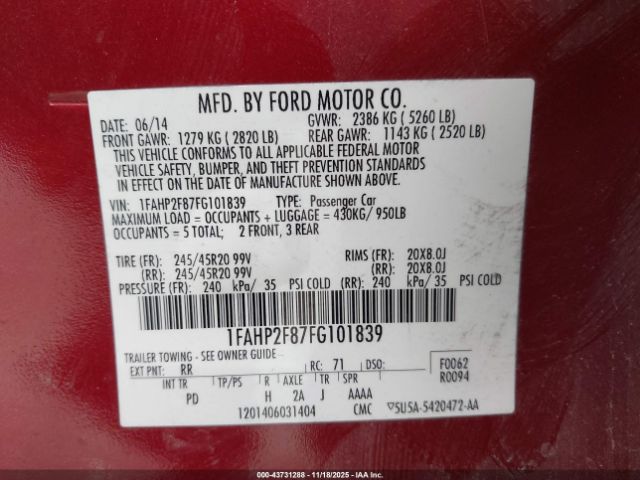 MFD. BY FORD MOTOR CO.
DATE: 06/14 GVWR: 2386 KG ( 5260 LB)
FRONT GAWR: 1279 KG ( 2820 LB) REAR GAWR: 1143 KG ( 2520 LB)
THIS VEHICLE CONFORMS TO ALL APPLICABLE FEDERAL MOTOR
VEHICLE SAFETY, BUMPER, AND THEFT PREVENTION STANDARDS
IN EFFECT ON THE DATE OF MANUFACTURE SHOWN ABOVE.
VIN: 1FAHP2F87FG101839 TYPE: Passenger Car
MAXIMUM LOAD = OCCUPANTS + LUGGAGE = 430KG/ 950LB
OCCUPANTS = 5 TOTAL; 2 FRONT, 3 REAR
TIRE (FR): 245/45R20 99V RIMS (FR): 20X8.0J
(RR): 245/45R20 99V (RR): 20X8.0J
PRESSURE (FR): 240 kPa/ 35 PSI COLD (RR): 240 kPa/ 35 PSI COLD
1FAHP2F87FG101839
TRAILER TOWING - SEE OWNER GUIDE
EXT PNT: RR RC: 71 DSO: F0062
R0094
INT TR TP/PS R AXLE TR SPR
PD H 2A J AAAA
1201406031404 CMC ▽5U5A-5420472-AA
© IAAI - 43731288 - 11/18/2025 - IAA, Inc.